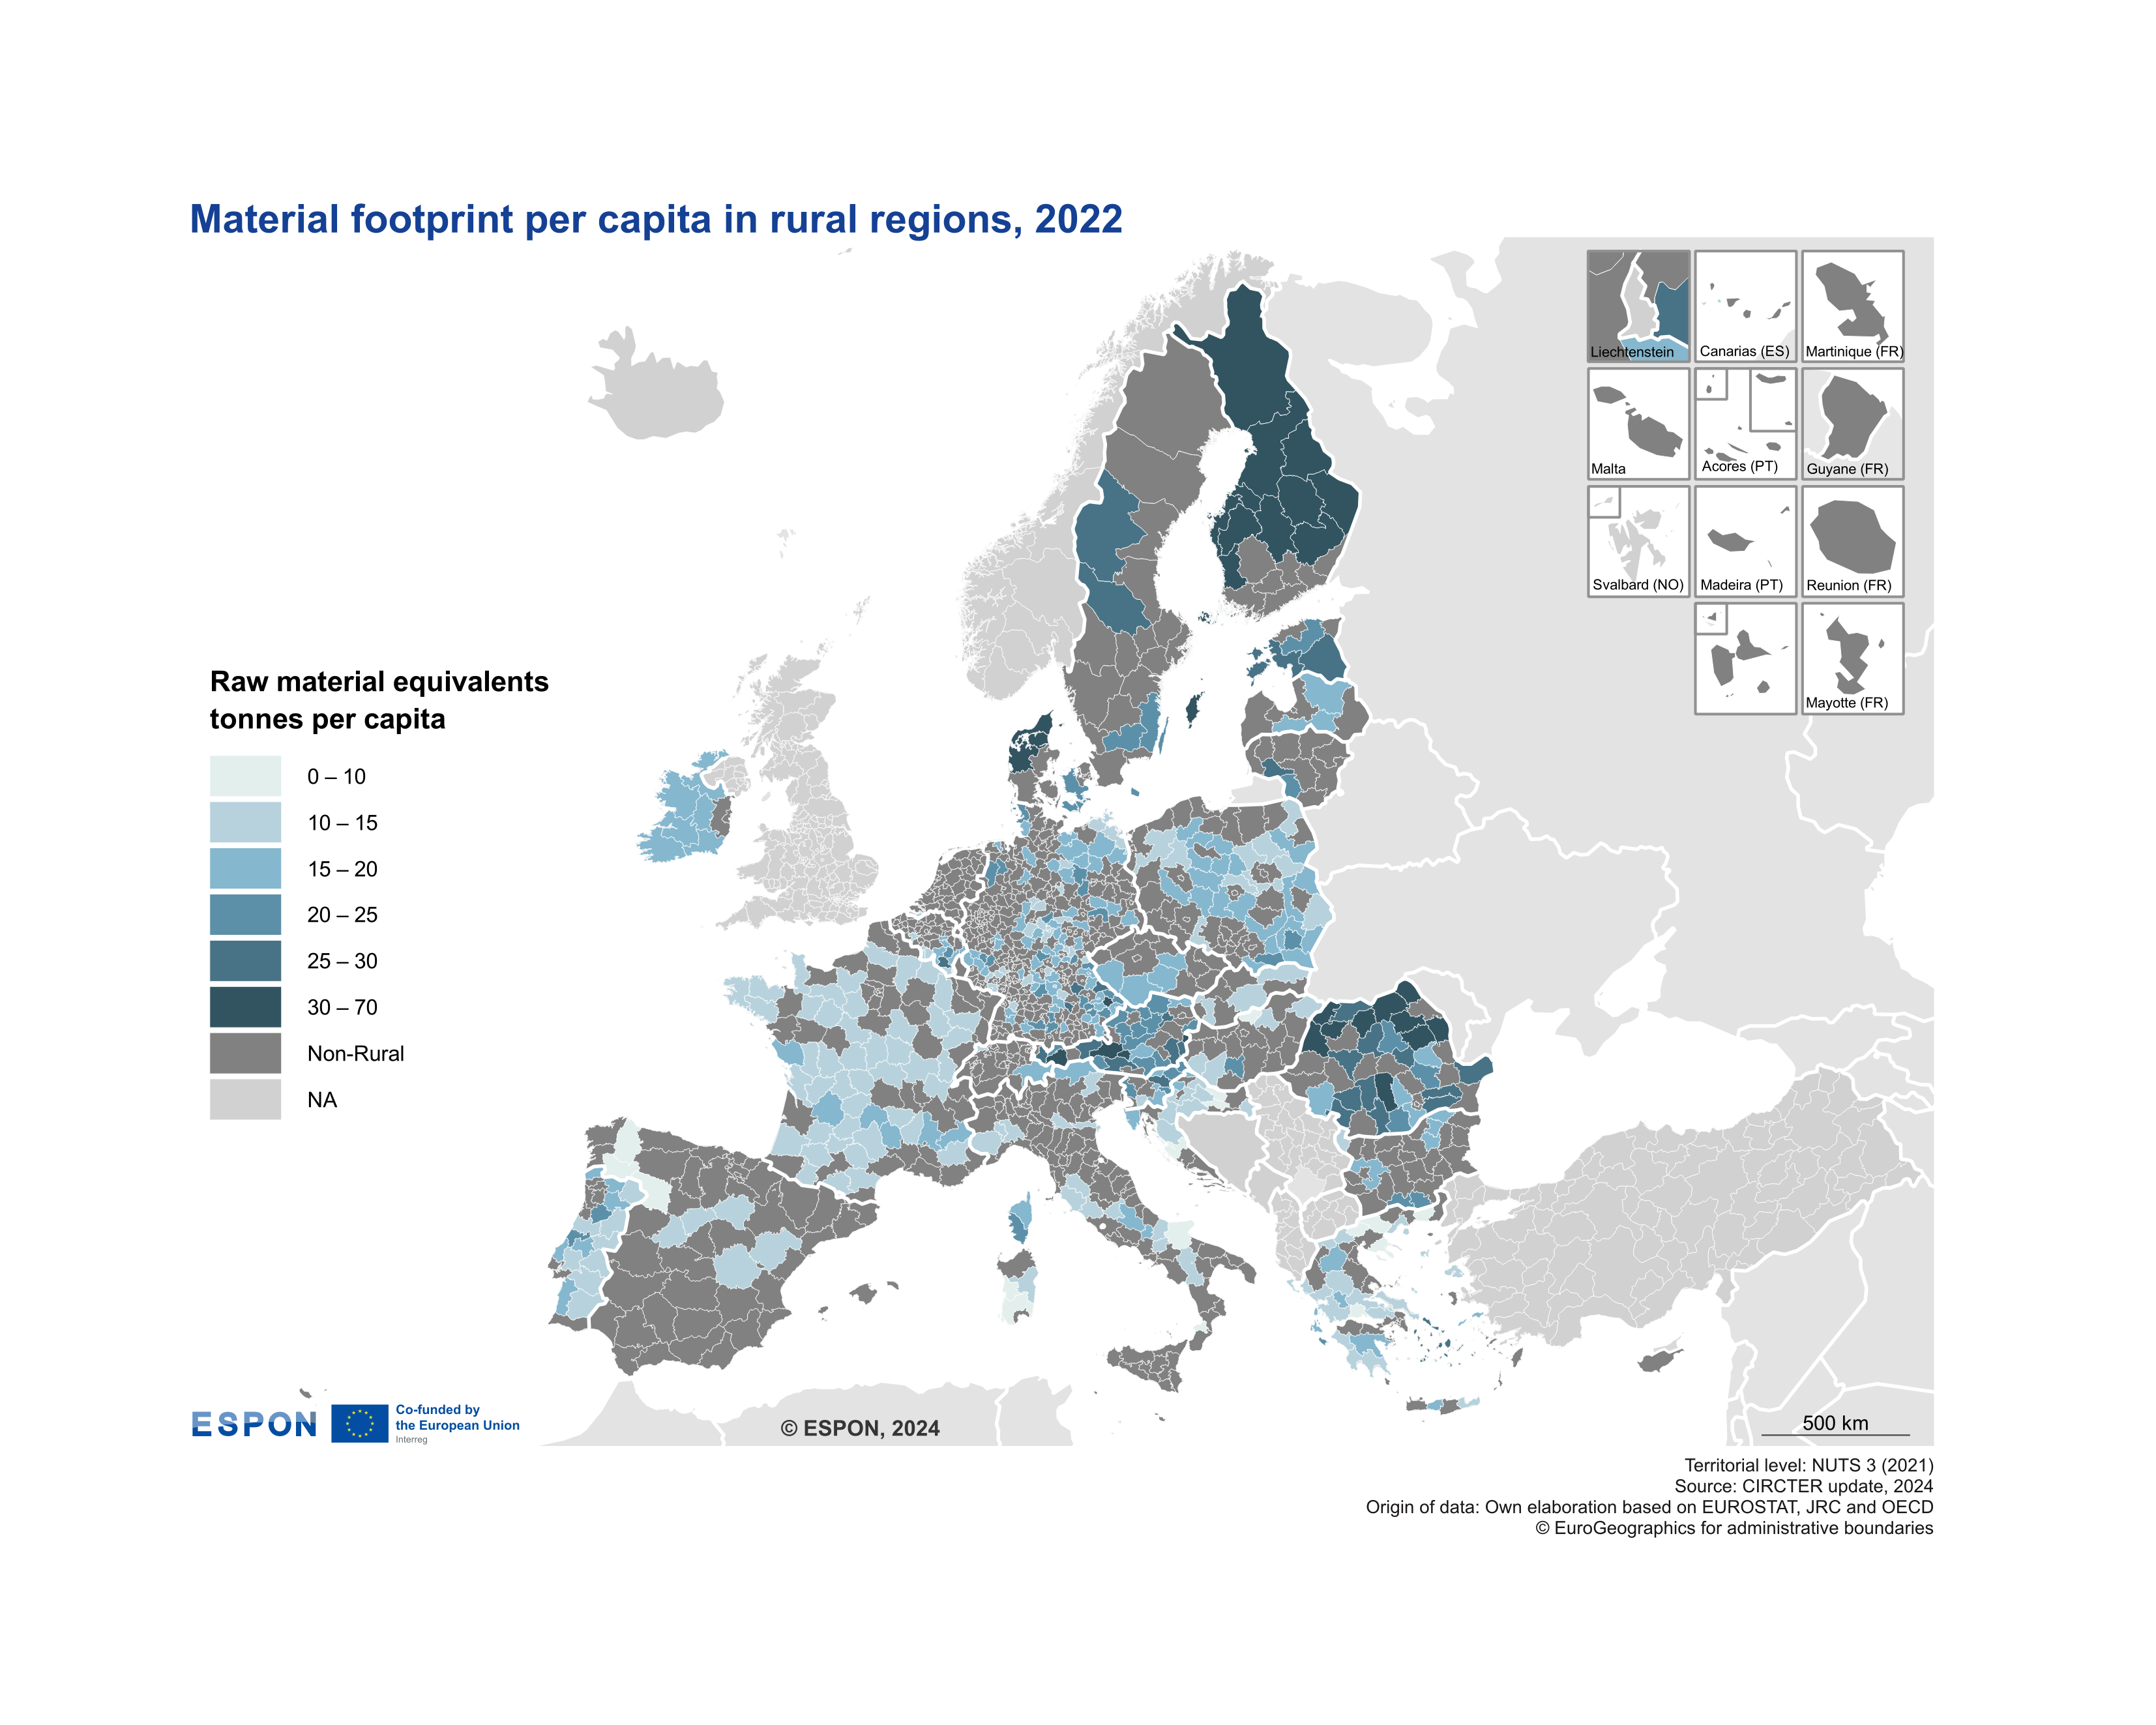 Material footprint per capita in rural regions, 2022
Raw material equivalents
tonnes per capita
0 – 10
10 – 15
15 – 20
20 – 25
25 – 30
30 – 70
Non-Rural
NA
Liechtenstein
Canarias (ES)
Martinique (FR)
Malta
Acores (PT)
Guyane (FR)
Svalbard (NO)
Madeira (PT)
Reunion (FR)
Mayotte (FR)
ESPON
Co-funded by
the European Union
Interreg
© ESPON, 2024
500 km
Territorial level: NUTS 3 (2021)
Source: CIRCTER update, 2024
Origin of data: Own elaboration based on EUROSTAT, JRC and OECD
© EuroGeographics for administrative boundaries